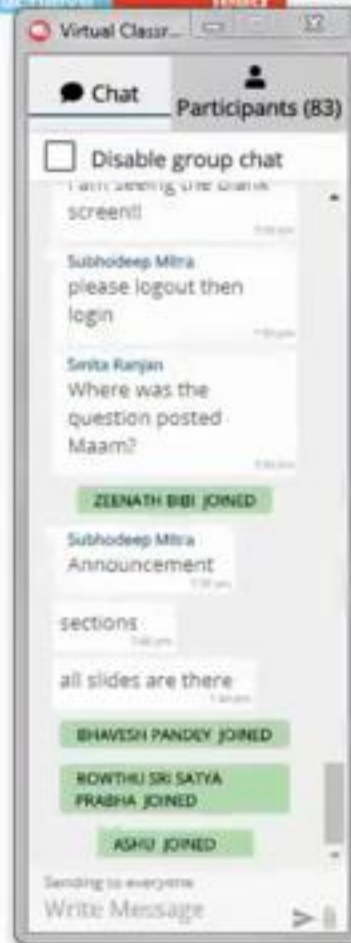 Virtual Classr...
Chat
Participants (83)
Disable group chat
I am seeing the blank
screen!!
Subhodeep Mitra
please logout then
login
Smita Ranjan
Where was the
question posted
Maam?
ZEENATH BIBI JOINED
Subhodeep Mitra
Announcement
sections
all slides are there
BHAVESH PANDEY JOINED
ROWTHU SRI SATYA
PRABHA JOINED
ASHU JOINED
Sending to everyone
Write Message